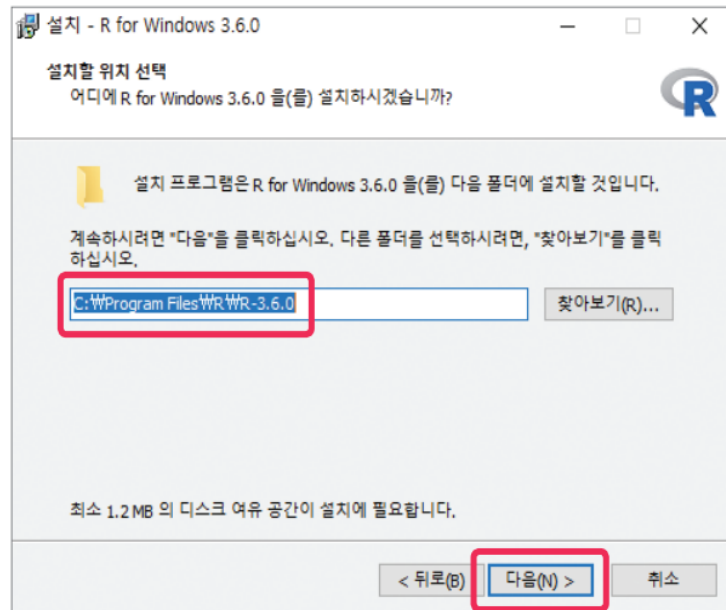 설치 - R for Windows 3.6.0
설치할 위치 선택
어디에 R for Windows 3.6.0 을(를) 설치하시겠습니까?
R
설치 프로그램은 R for Windows 3.6.0 을(를) 다음 폴더에 설치할 것입니다.
계속하시려면 "다음"을 클릭하십시오. 다른 폴더를 선택하시려면, "찾아보기"를 클릭
하십시오.
C:₩Program Files₩R₩R-3.6.0
찾아보기(R)...
최소 1.2 MB 의 디스크 여유 공간이 설치에 필요합니다.
< 뒤로(B)
다음(N) >
취소